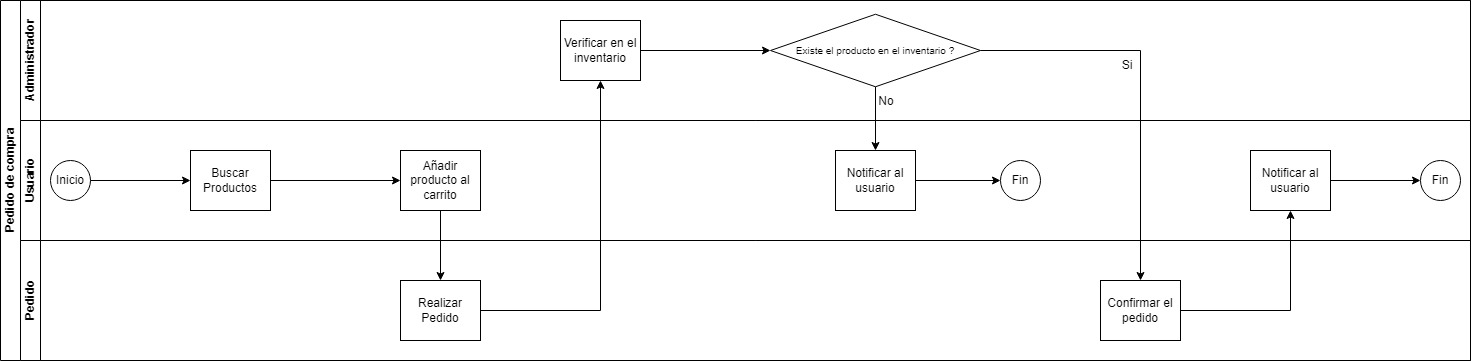 Pedido de compra
Administrador
Verificar en el
inventario
Existe el producto en el inventario ?
Si
No
Usuario
Inicio
Buscar
Productos
Añadir
producto al
carrito
Notificar al
usuario
Fin
Notificar al
usuario
Fin
Pedido
Realizar
Pedido
Confirmar el
pedido